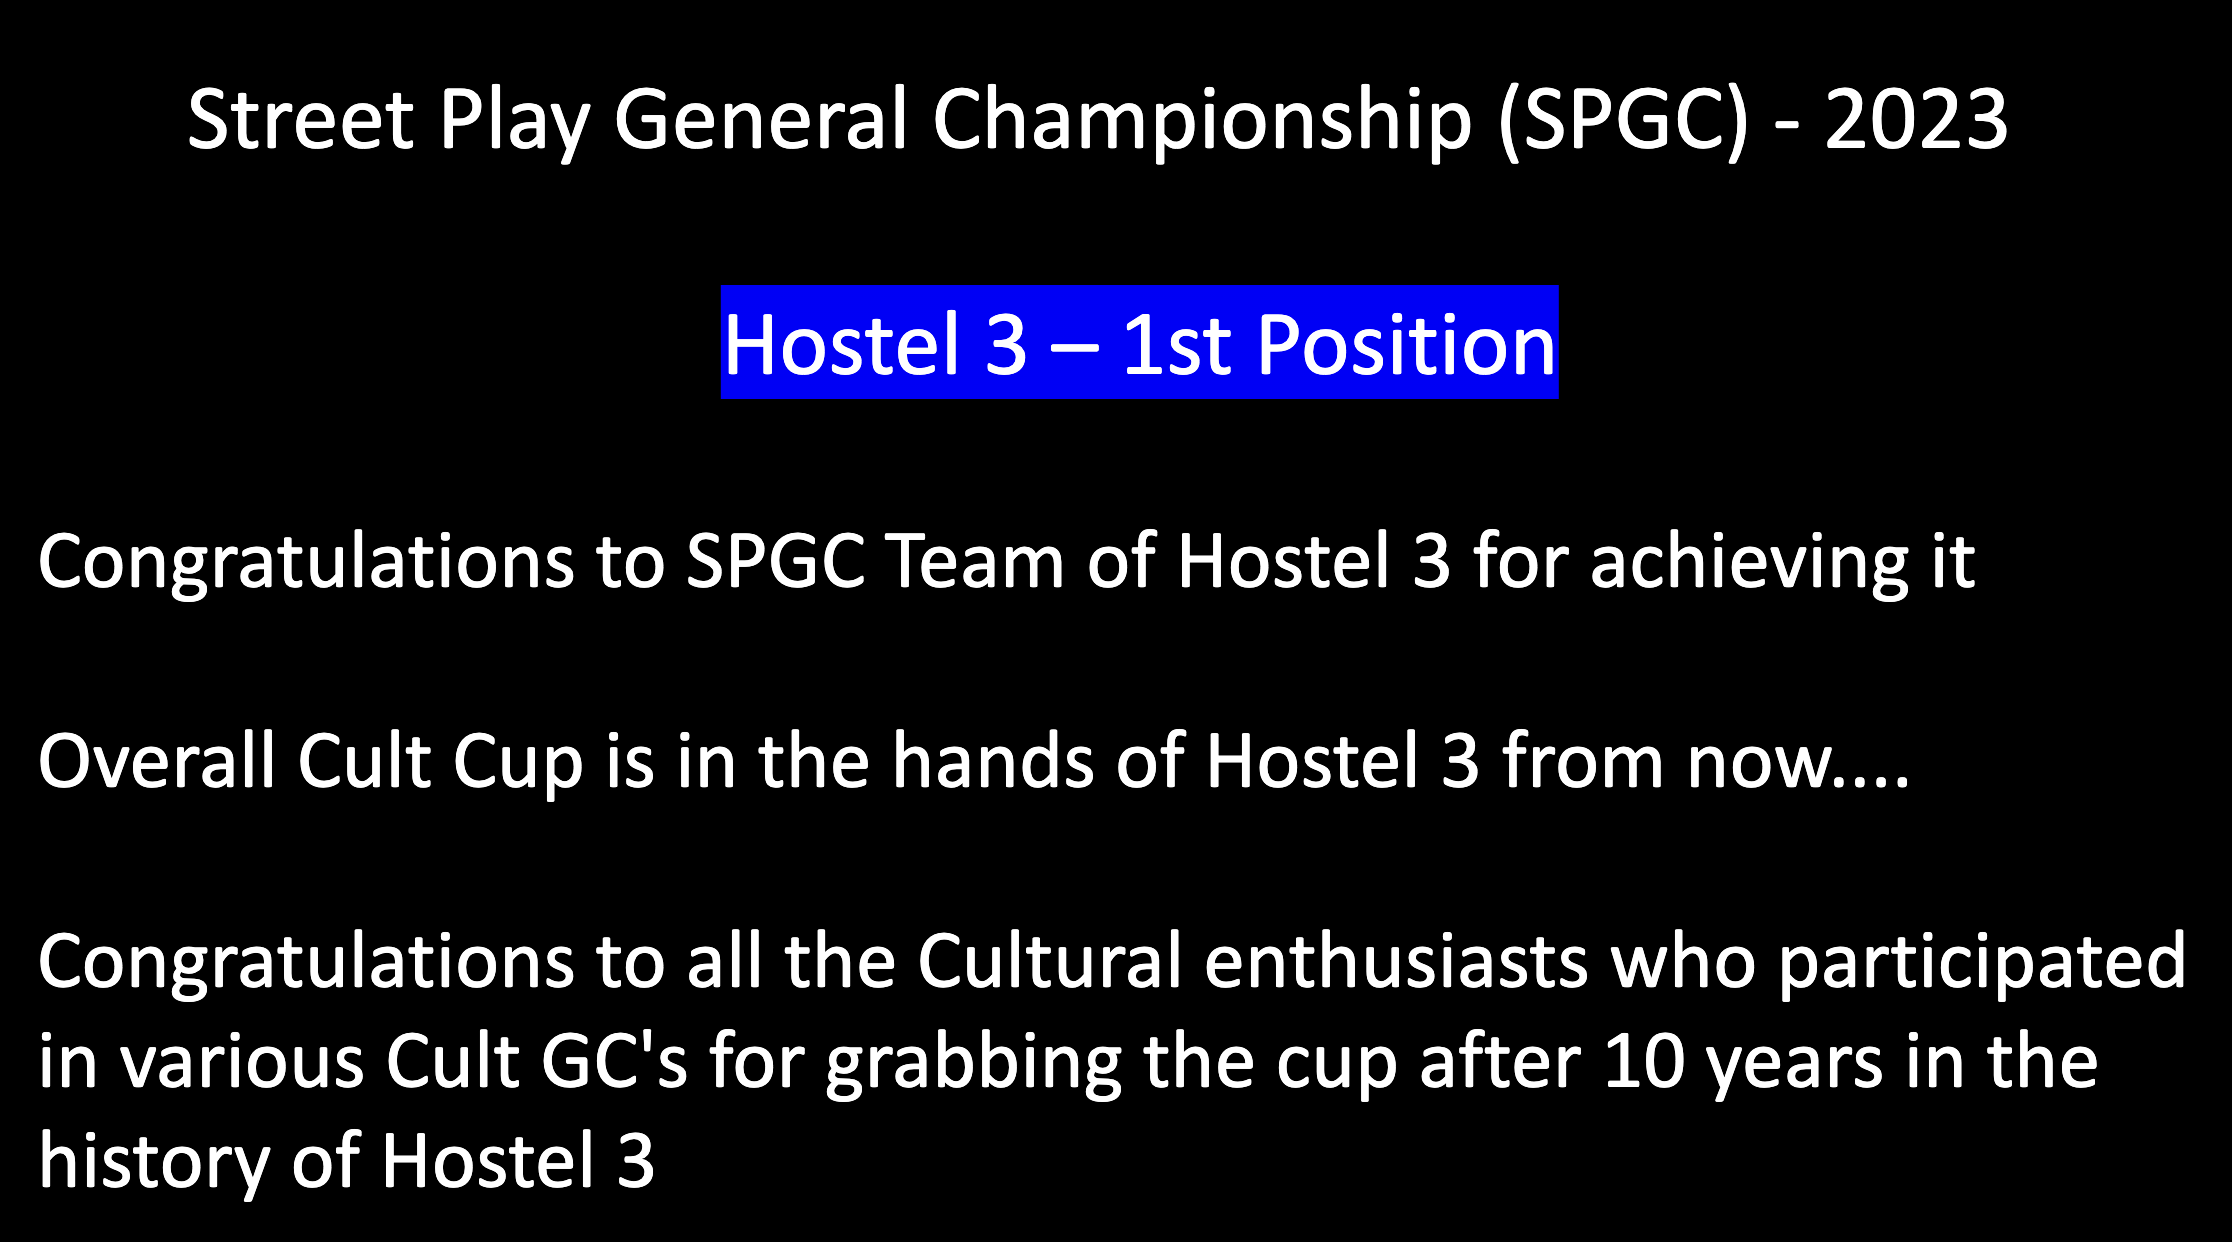 Street Play General Championship (SPGC) - 2023
Hostel 3 – 1st Position
Congratulations to SPGC Team of Hostel 3 for achieving it
Overall Cult Cup is in the hands of Hostel 3 from now....
Congratulations to all the Cultural enthusiasts who participated
in various Cult GC's for grabbing the cup after 10 years in the
history of Hostel 3